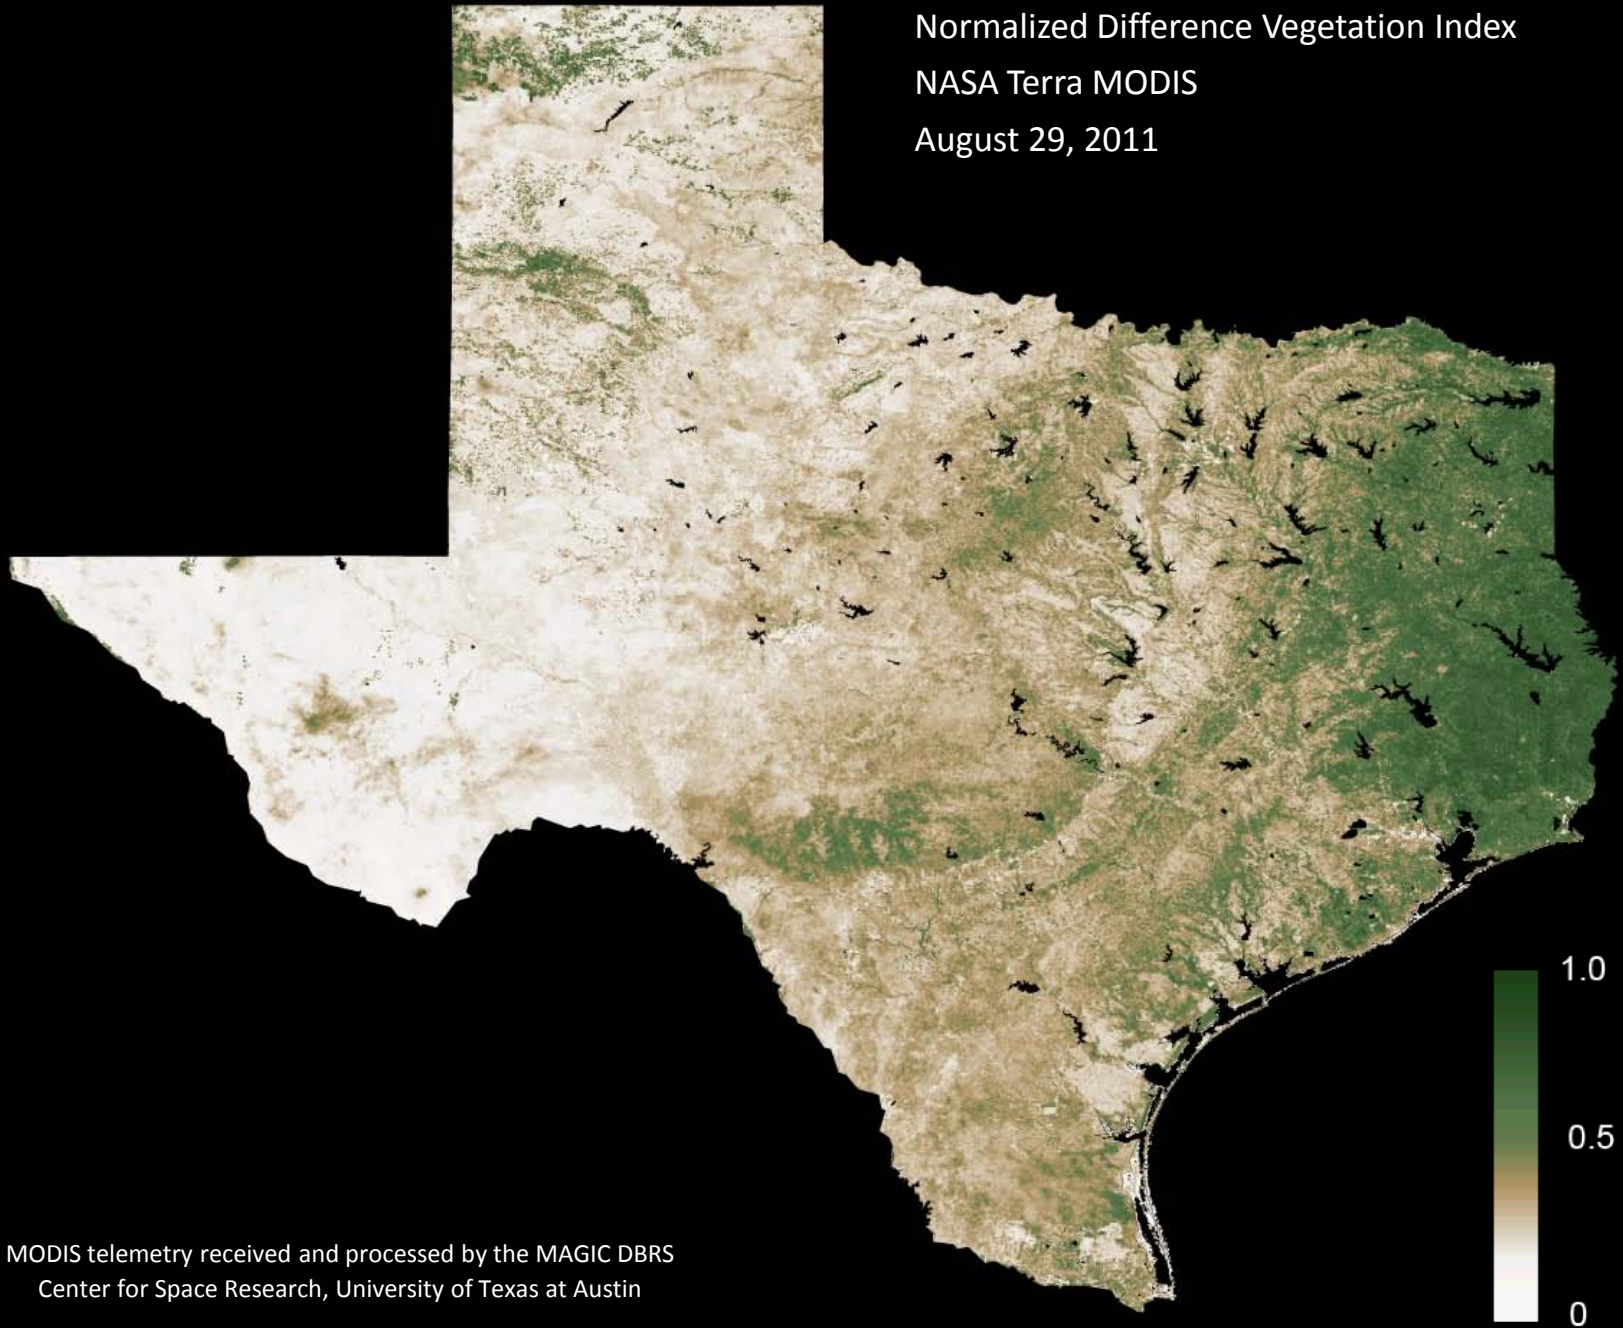 Normalized Difference Vegetation Index
NASA Terra MODIS
August 29, 2011
1.0
0.5
0
MODIS telemetry received and processed by the MAGIC DBRS
Center for Space Research, University of Texas at Austin